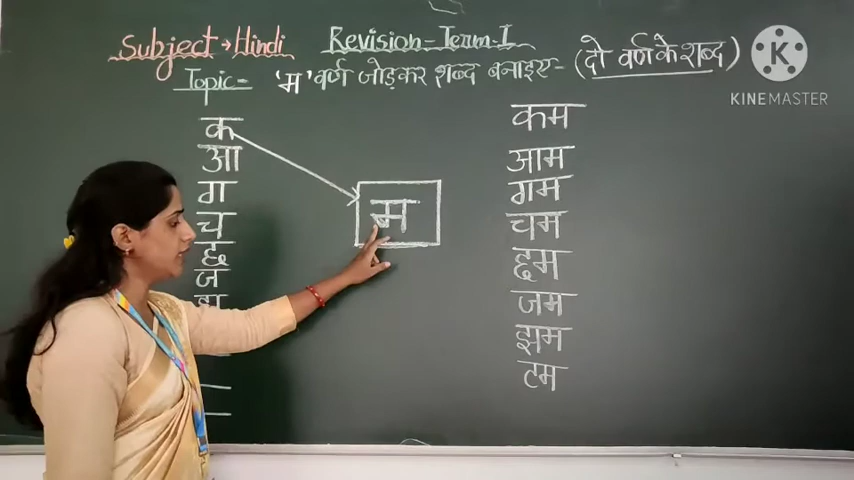 Subject→Hindi Revision-Term-I
Topic:- 'म' वर्ण जोड़कर शब्द बनाइए- (दो वर्ण के शब्द)
K
KINEMASTER
क
आ
ग
च
छ
ज
म
कम
आम
गम
चम
छम
जम
झम
टम